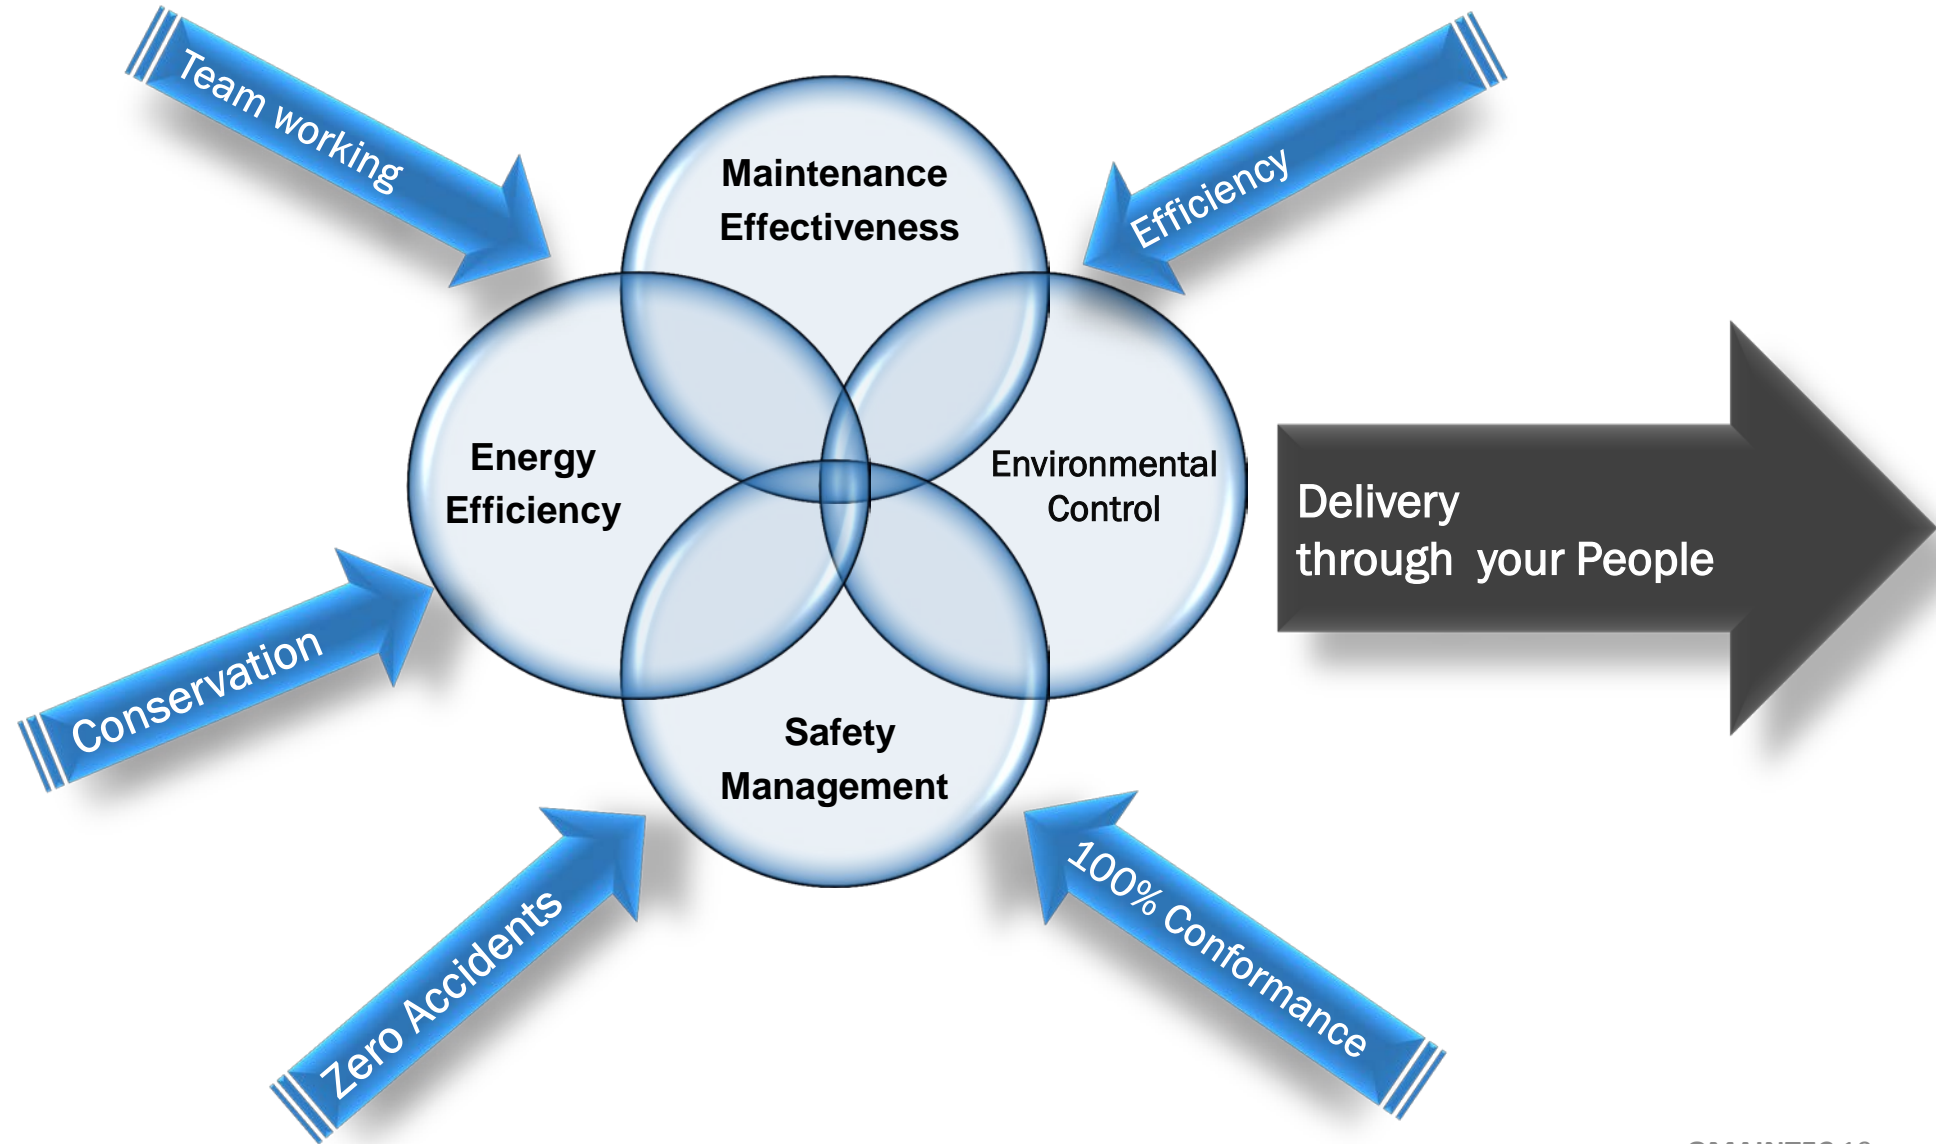 Team working
Efficiency
Maintenance
Effectiveness
Energy
Efficiency
Environmental
Control
Delivery
through your People
Conservation
Safety
Management
Zero Accidents
100% Conformance